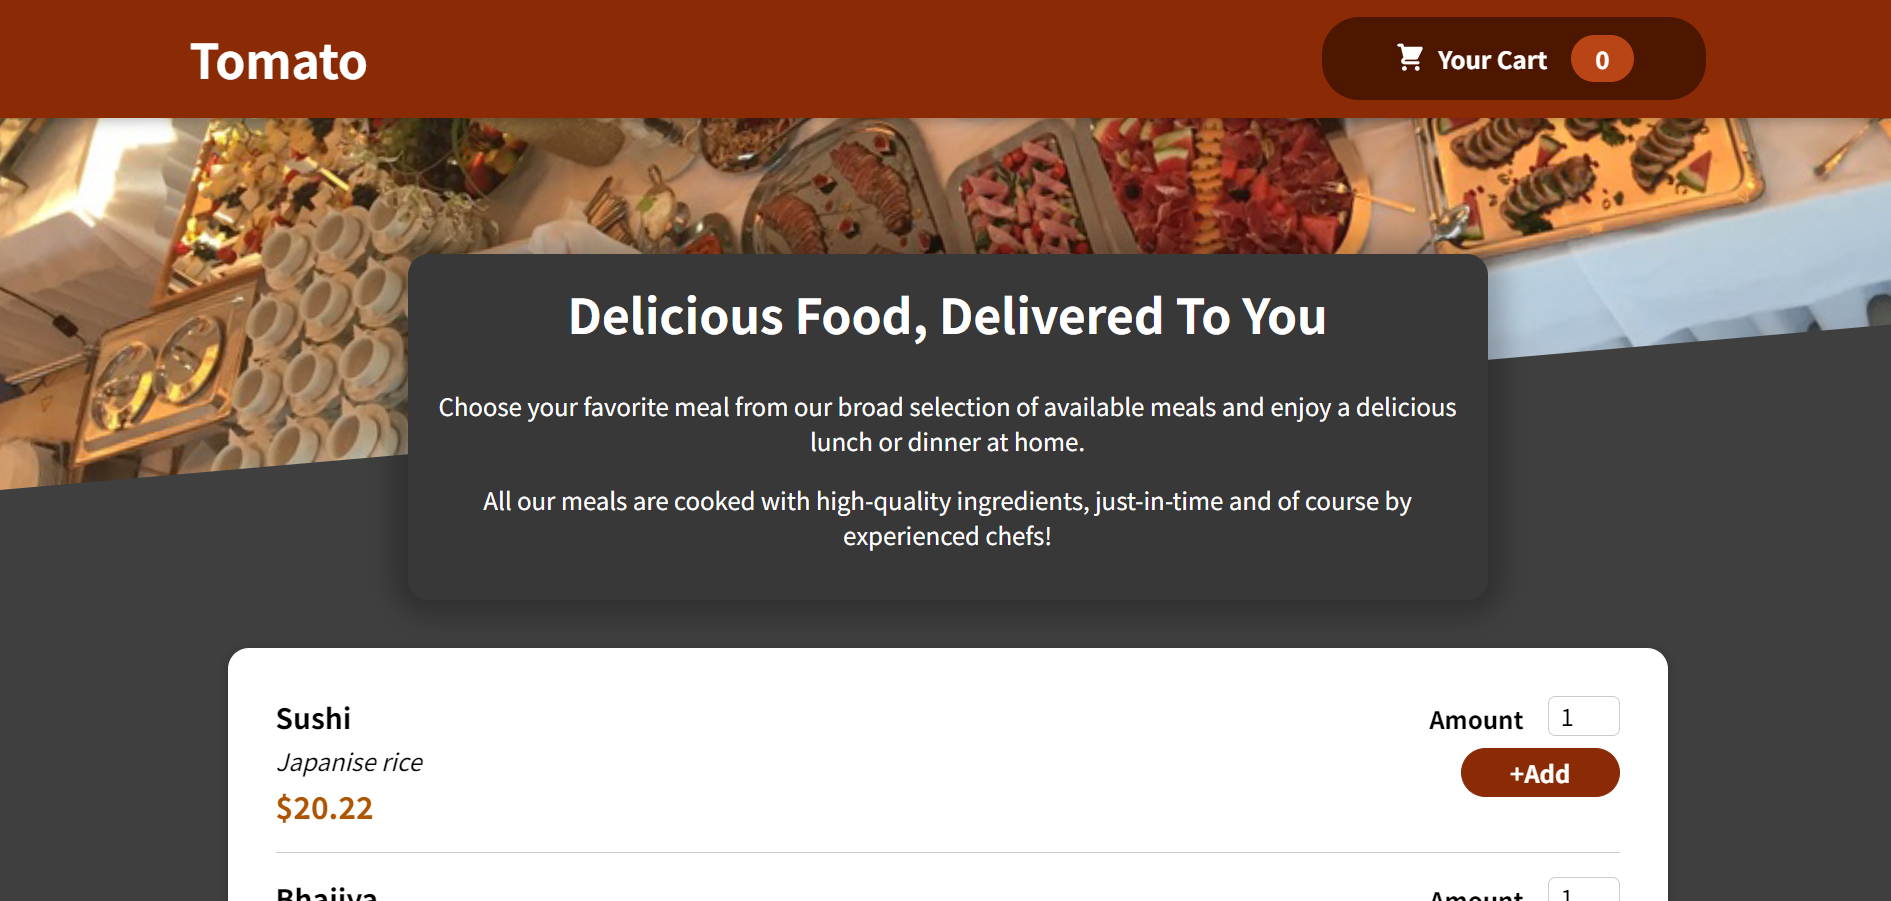 Tomato
Your Cart 0
Delicious Food, Delivered To You
Choose your favorite meal from our broad selection of available meals and enjoy a delicious
lunch or dinner at home.
All our meals are cooked with high-quality ingredients, just-in-time and of course by
experienced chefs!
Sushi
Amount 1
Japanise rice
+Add
$20.22
Bhajiya
Amount 1